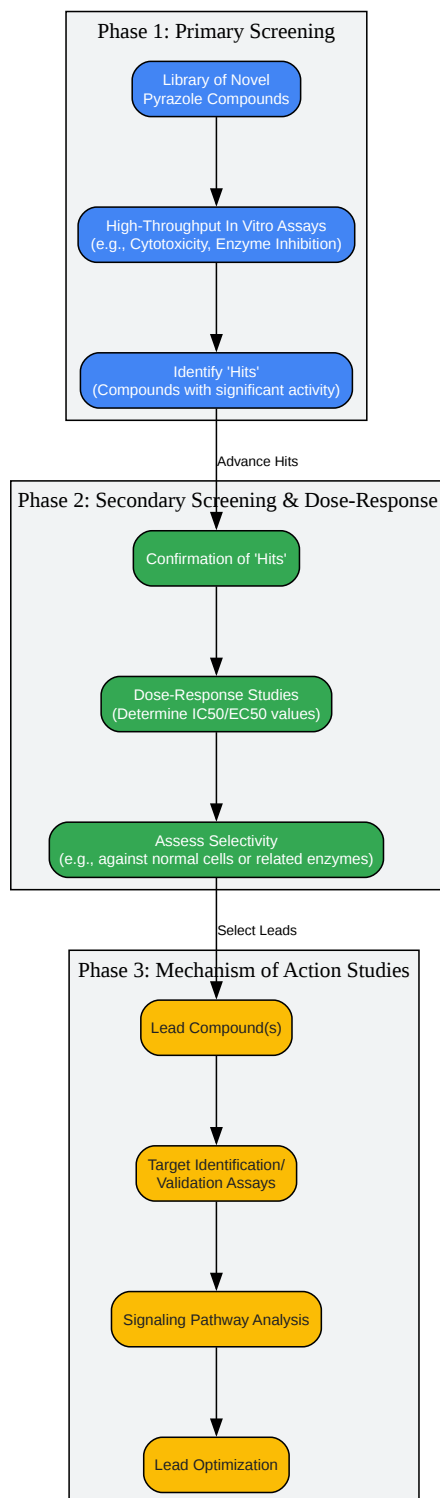 Phase 1: Primary Screening
Library of Novel
Pyrazole Compounds
High-Throughput In Vitro Assays
(e.g., Cytotoxicity, Enzyme Inhibition)
Identify 'Hits'
(Compounds with significant activity)
Advance Hits
Phase 2: Secondary Screening & Dose-Response
Confirmation of 'Hits'
Dose-Response Studies
(Determine IC50/EC50 values)
Assess Selectivity
(e.g., against normal cells or related enzymes)
Select Leads
Phase 3: Mechanism of Action Studies
Lead Compound(s)
Target Identification/
Validation Assays
Signaling Pathway Analysis
Lead Optimization